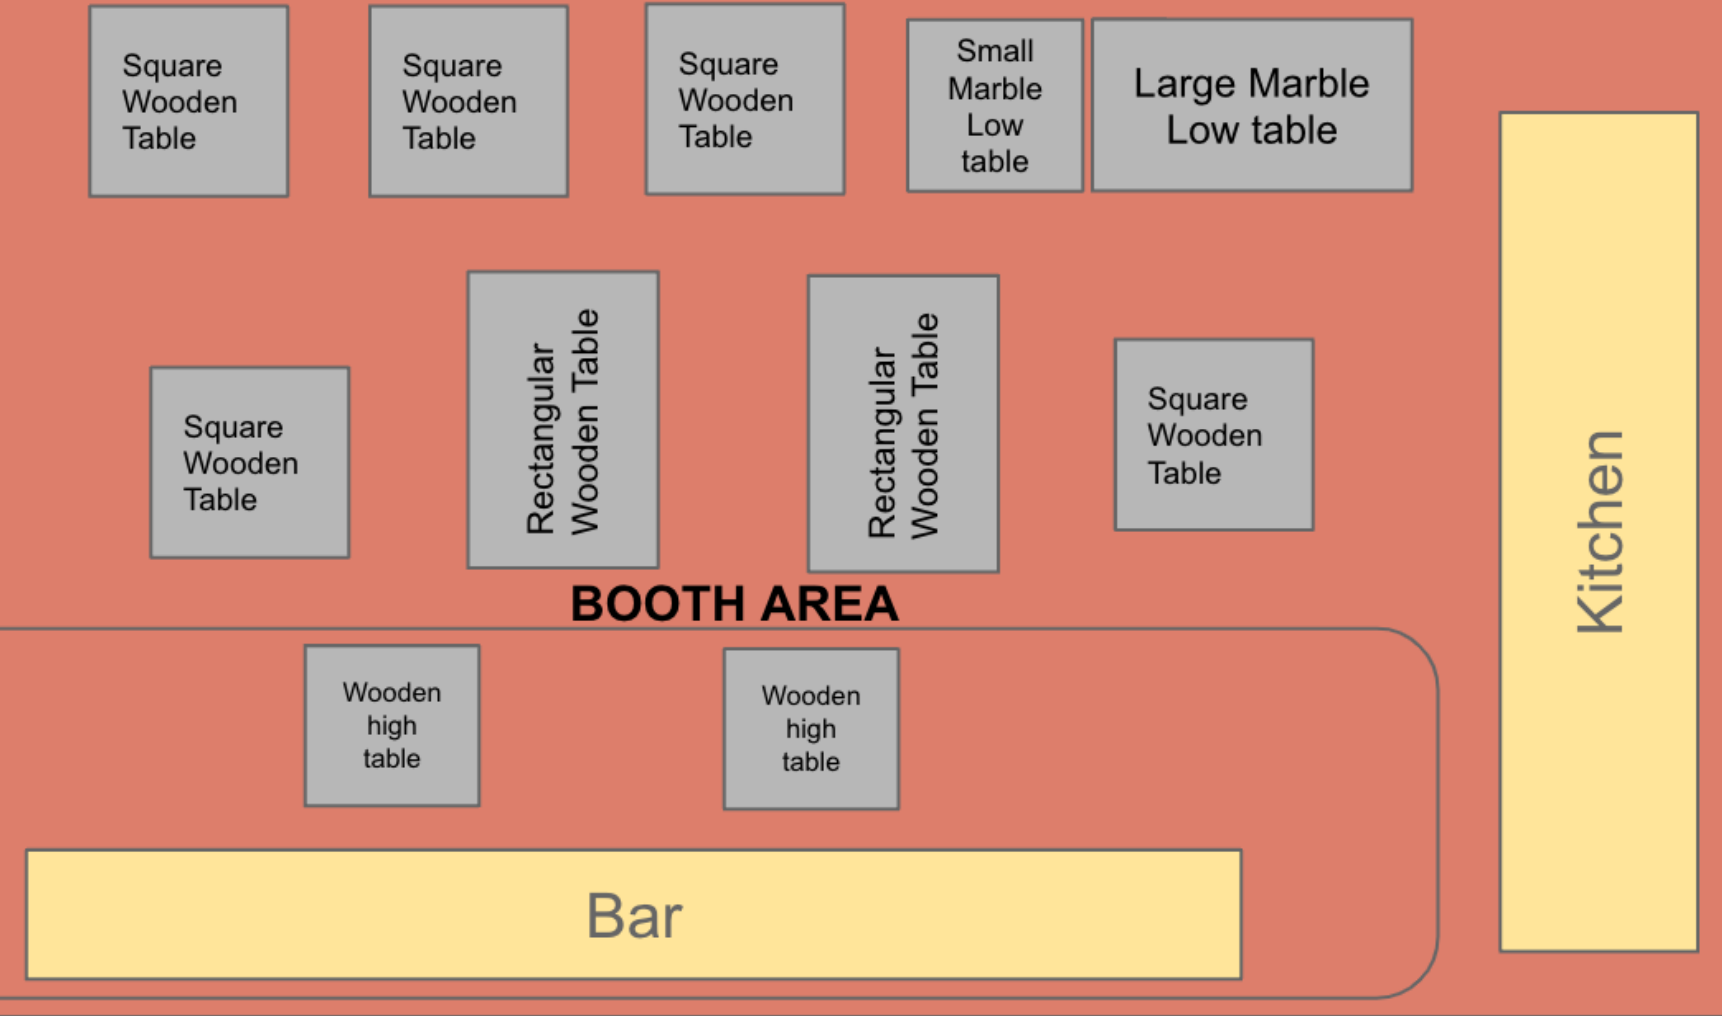 Square
Wooden
Table
Square
Wooden
Table
Square
Wooden
Table
Small
Marble
Low
table
Large Marble
Low table
Square
Wooden
Table
Rectangular
Wooden Table
Rectangular
Wooden Table
Square
Wooden
Table
Kitchen
BOOTH AREA
Wooden
high
table
Wooden
high
table
Bar